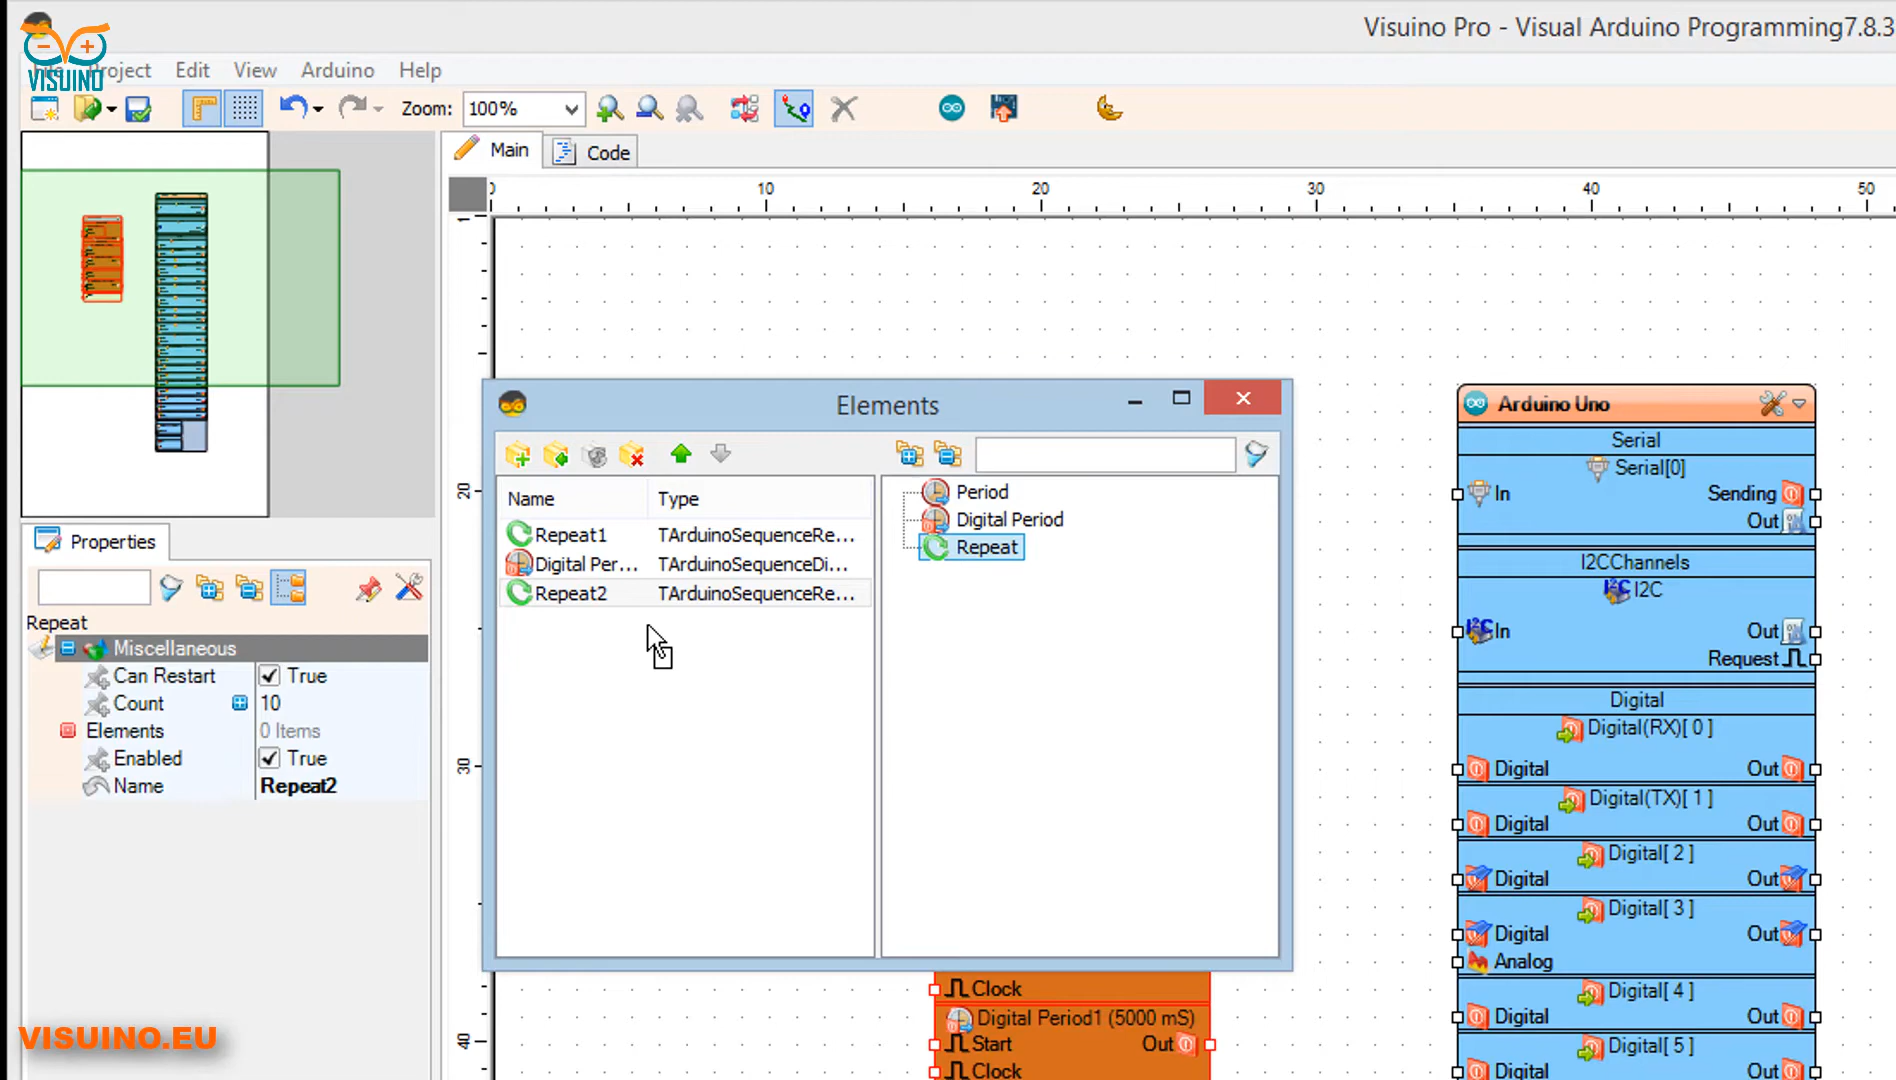 Visuino Pro - Visual Arduino Programming7.8.3
VISUINO
Project Edit View Arduino Help
Zoom: 100%
Main Code
0 10 20 30 40 50
Elements
Name Type
Repeat1 TArduinoSequenceRe...
Digital Per... TArduinoSequenceDi...
Repeat2 TArduinoSequenceRe...
Period
Digital Period
Repeat
20
30
40
Properties
Repeat
Miscellaneous
Can Restart True
Count 10
Elements 0 Items
Enabled True
Name Repeat2
Clock
Digital Period1 (5000 mS)
Start Out
Clock
Arduino Uno
Serial
Serial[0]
In Sending
Out
I2CChannels
I2C I2C
I2C In Out
Request
Digital
Digital(RX)[ 0 ]
Digital Out
Digital(TX)[ 1 ]
Digital Out
Digital[ 2 ]
Digital Out
Digital[ 3 ]
Digital Out
Analog
Digital[ 4 ]
Digital Out
Digital[ 5 ]
Digital Out
VISUINO.EU